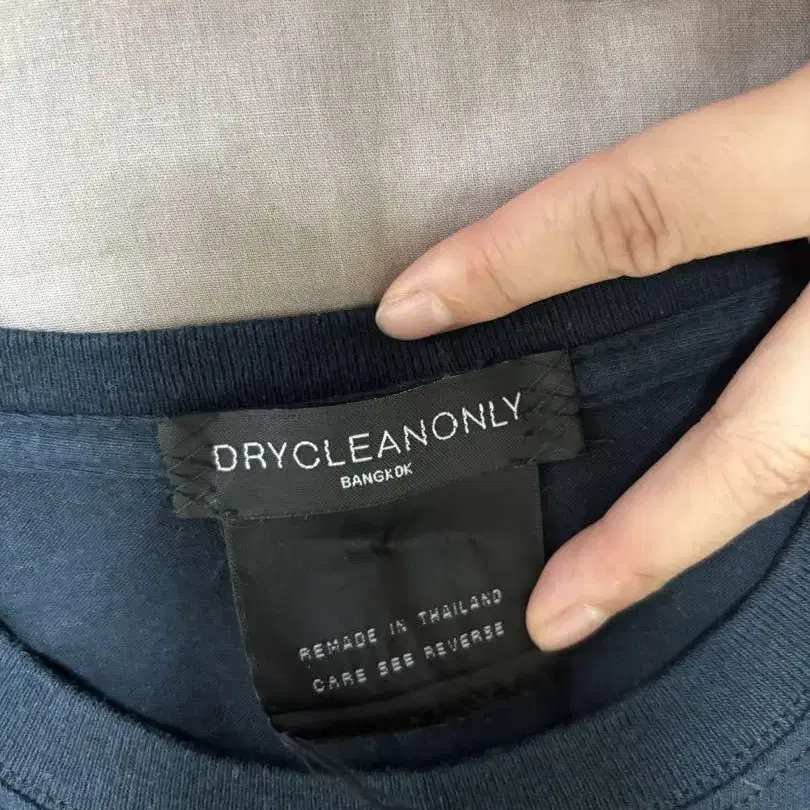 DRYCLEANONLY
BANGKOK
REMADE IN THAILAND
CARE SEE REVERSE